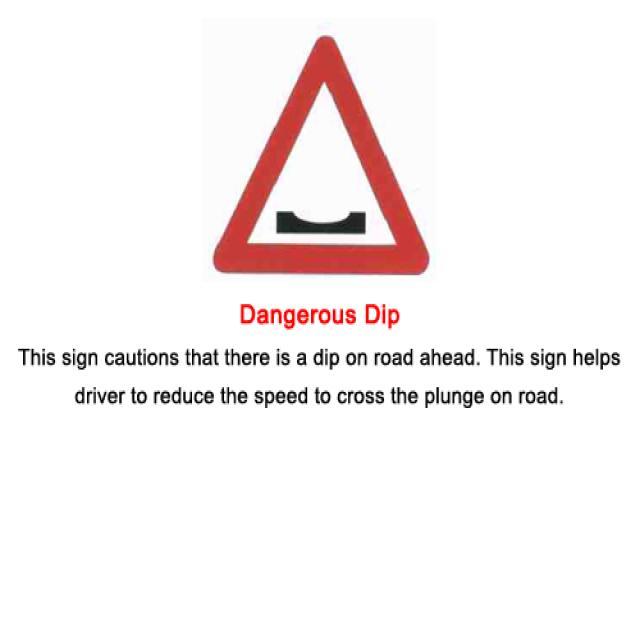 Dangerous Dip
This sign cautions that there is a dip on road ahead. This sign helps
driver to reduce the speed to cross the plunge on road.